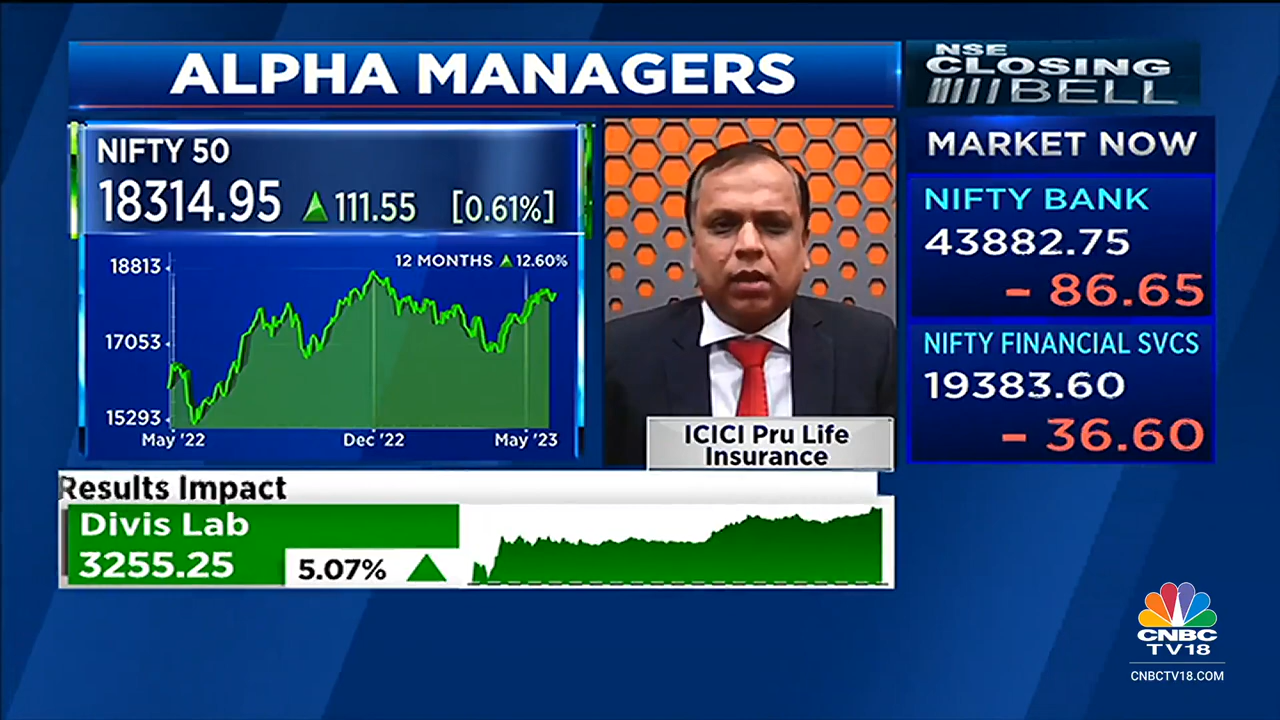 ALPHA MANAGERS
NSE
CLOSING
BELL
NIFTY 50
18314.95 ▲ 111.55 [0.61%]
12 MONTHS ▲ 12.60%
18813
17053
15293
May '22 Dec '22 May '23
ICICI Pru Life
Insurance
MARKET NOW
NIFTY BANK
43882.75
- 86.65
NIFTY FINANCIAL SVCS
19383.60
- 36.60
Results Impact
Divis Lab
3255.25
5.07% ▲
CNBC
TV18
CNBCTV18.COM